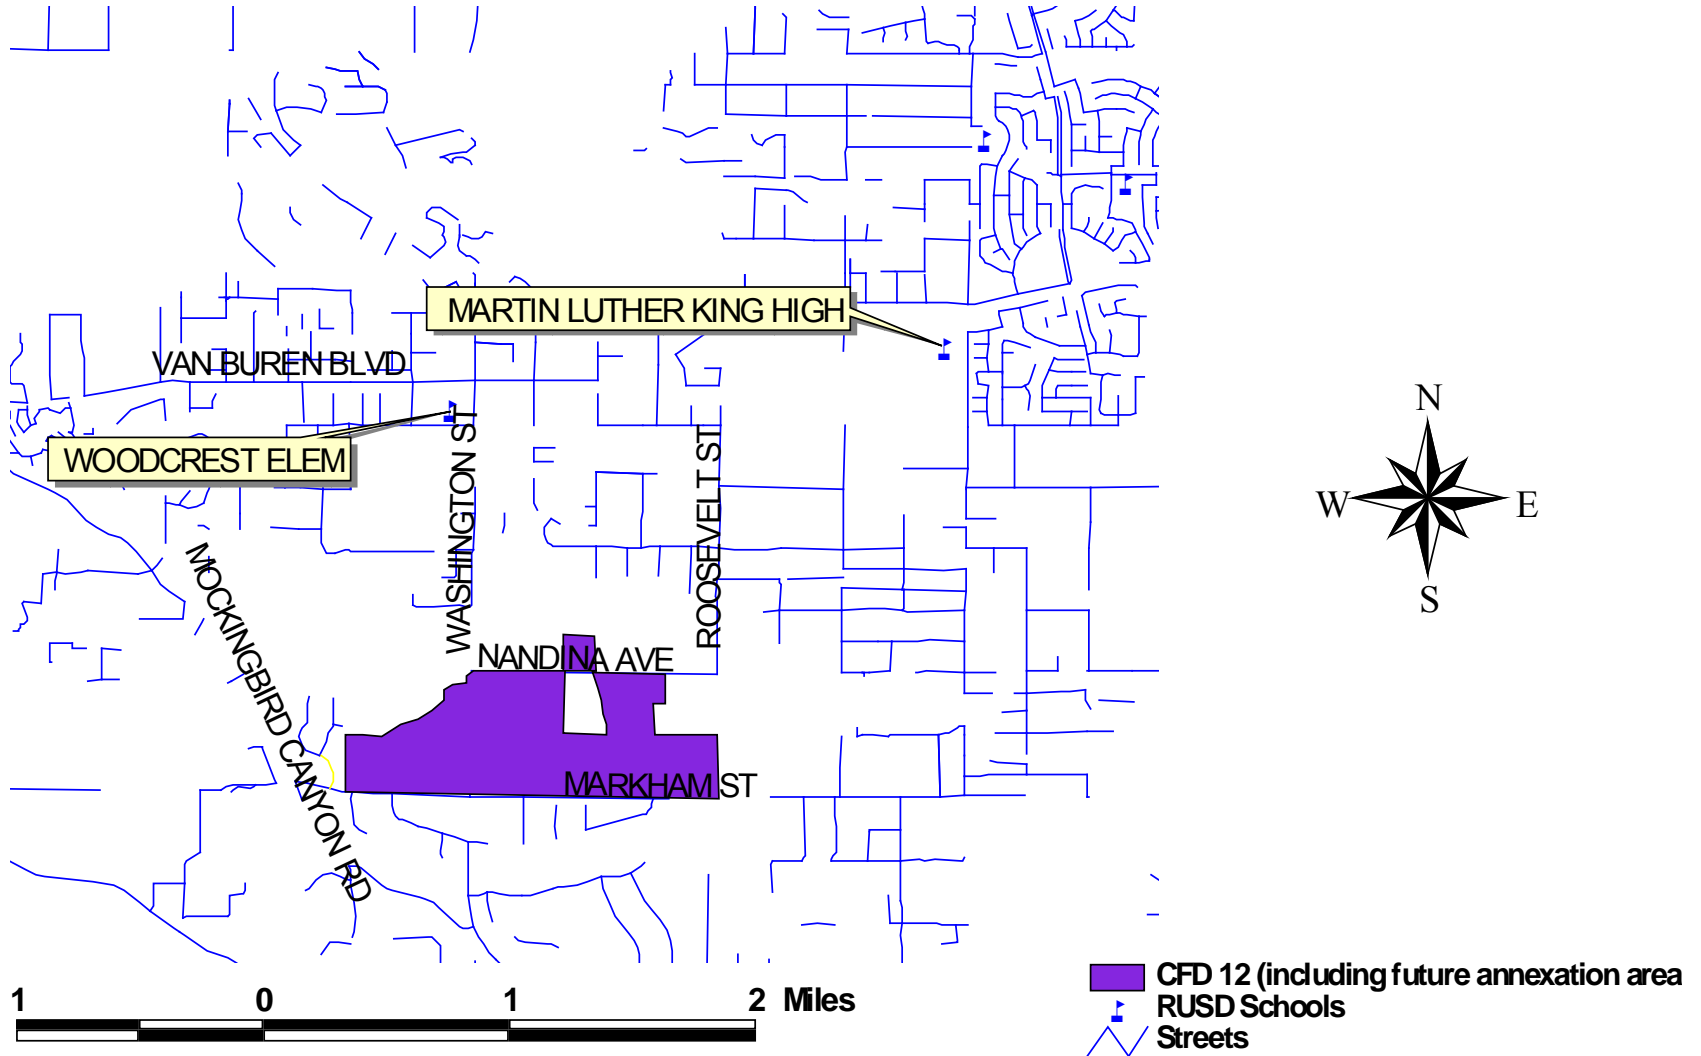 MARTIN LUTHER KING HIGH
VAN BUREN BLVD
WOODCREST ELEM
WASHINGTON ST
ROOSEVELT ST
MOCKINGBIRD CANYON RD
NANDINA AVE
MARKHAM ST
N
W
E
S
1 0 1 2 Miles
CFD 12 (including future annexation area
RUSD Schools
Streets